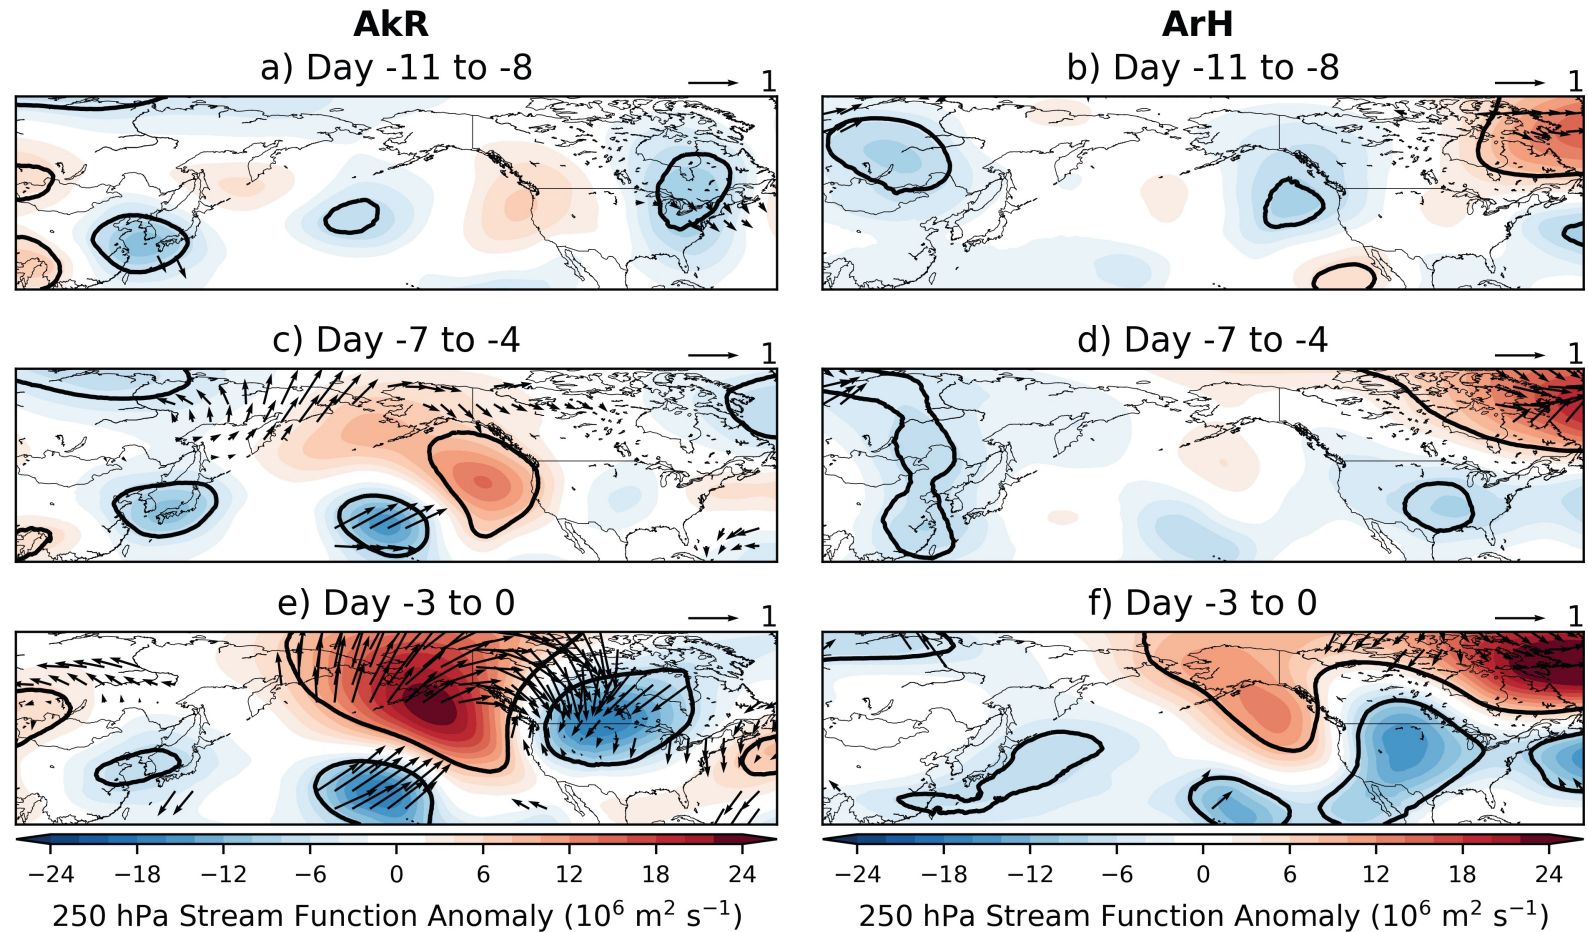 AkR
ArH
a) Day -11 to -8
1
b) Day -11 to -8
1
c) Day -7 to -4
1
d) Day -7 to -4
1
e) Day -3 to 0
1
f) Day -3 to 0
1
−24 −18 −12 −6 0 6 12 18 24
250 hPa Stream Function Anomaly (10⁶ m² s⁻¹)
−24 −18 −12 −6 0 6 12 18 24
250 hPa Stream Function Anomaly (10⁶ m² s⁻¹)